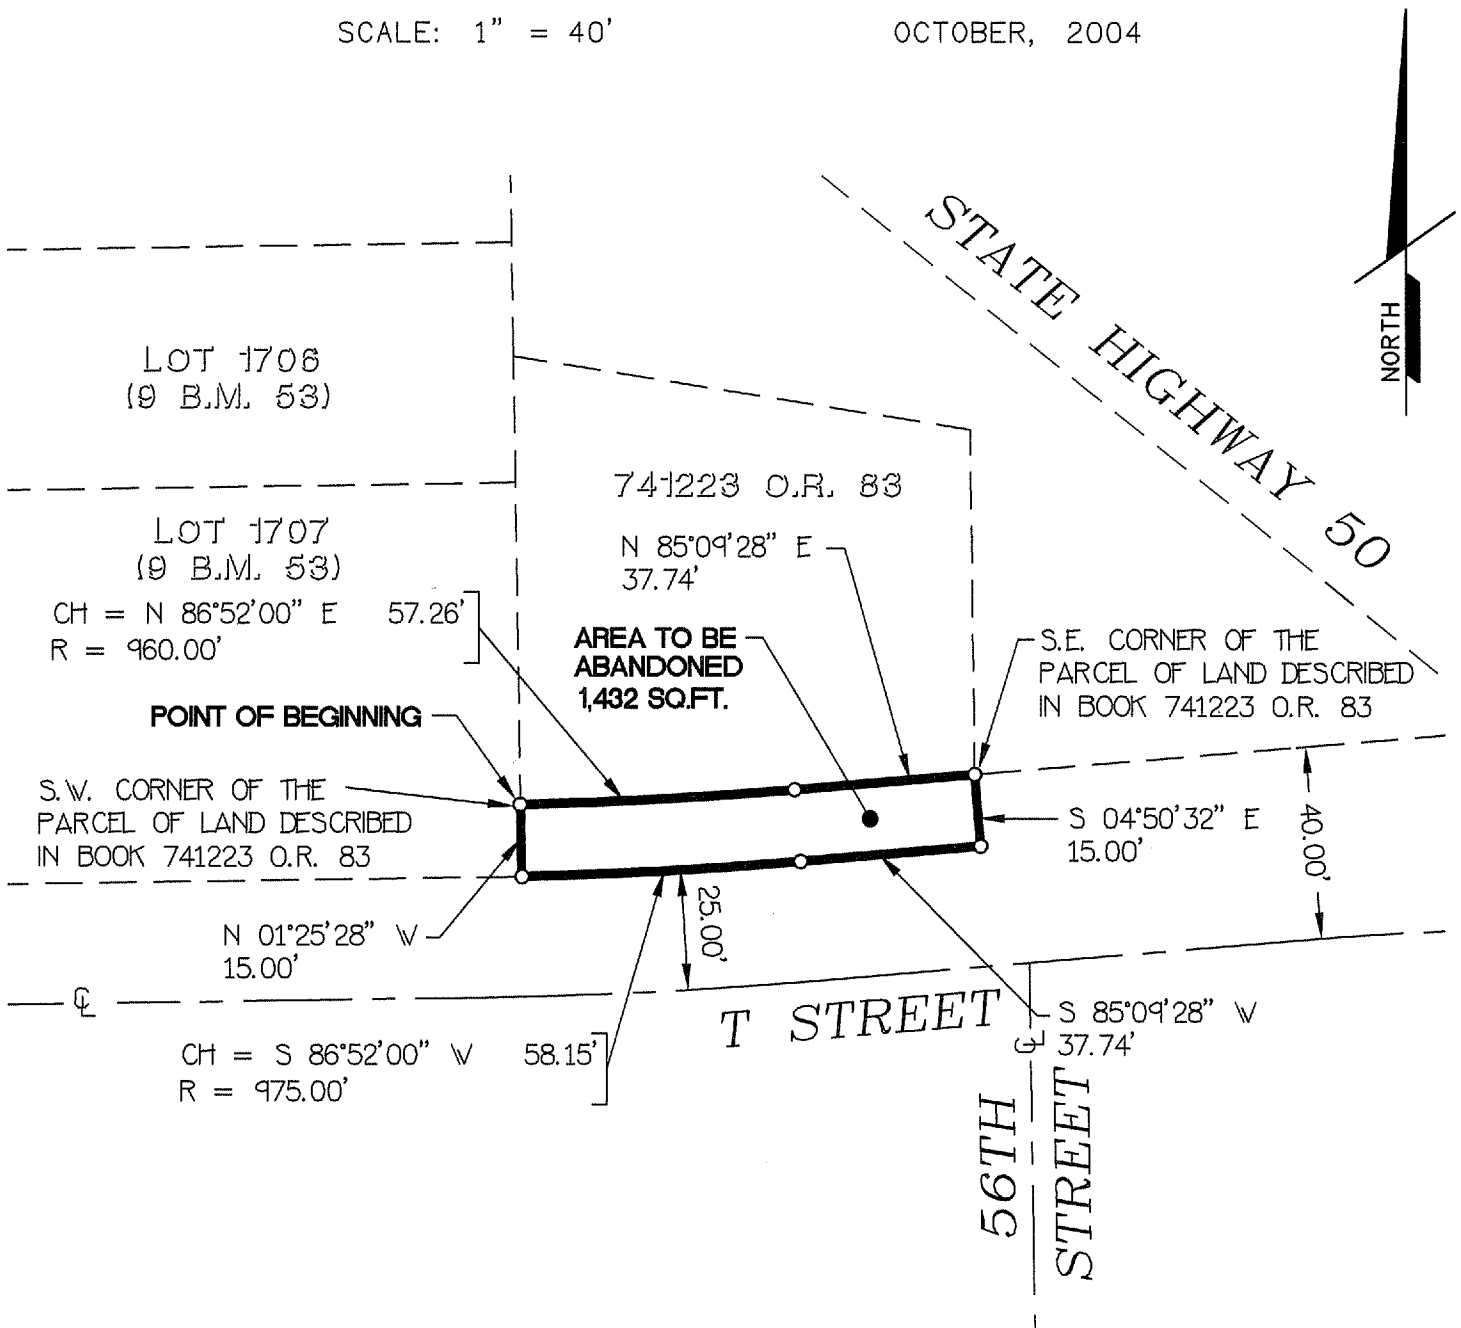 SCALE: 1" = 40'
OCTOBER, 2004
NORTH
STATE HIGHWAY 50
LOT 1706
(9 B.M. 53)
LOT 1707
(9 B.M. 53)
741223 O.R. 83
N 85°09'28" E
37.74'
CH = N 86°52'00" E 57.26'
R = 960.00'
AREA TO BE
ABANDONED
1,432 SQ.FT.
S.E. CORNER OF THE
PARCEL OF LAND DESCRIBED
IN BOOK 741223 O.R. 83
POINT OF BEGINNING
S.W. CORNER OF THE
PARCEL OF LAND DESCRIBED
IN BOOK 741223 O.R. 83
S 04°50'32" E
15.00'
40.00'
N 01°25'28" W
15.00'
25.00'
℄
T STREET
S 85°09'28" W
37.74'
CH = S 86°52'00" W 58.15'
R = 975.00'
℄
56TH
STREET